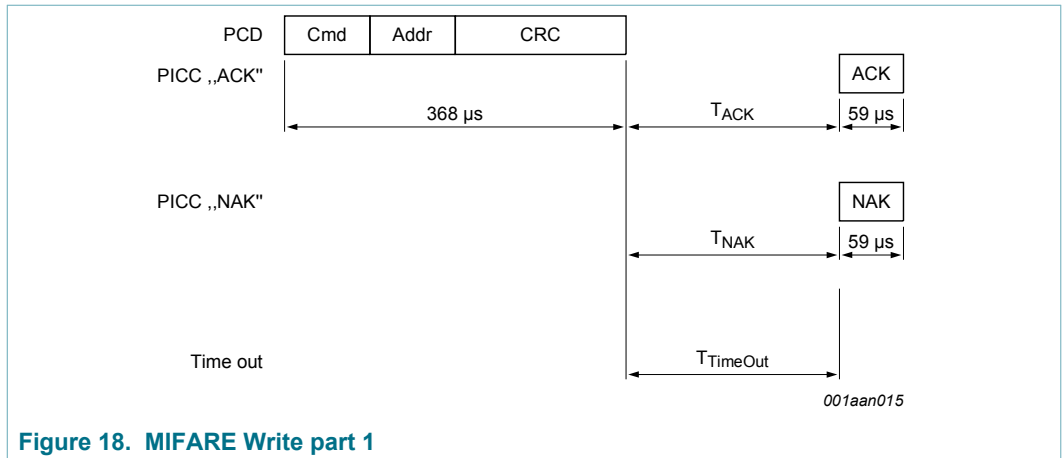 PCD Cmd Addr CRC
PICC ,,ACK" ACK
368 µs TACK 59 µs
PICC ,,NAK" NAK
TNAK 59 µs
Time out TTimeOut
001aan015
Figure 18. MIFARE Write part 1